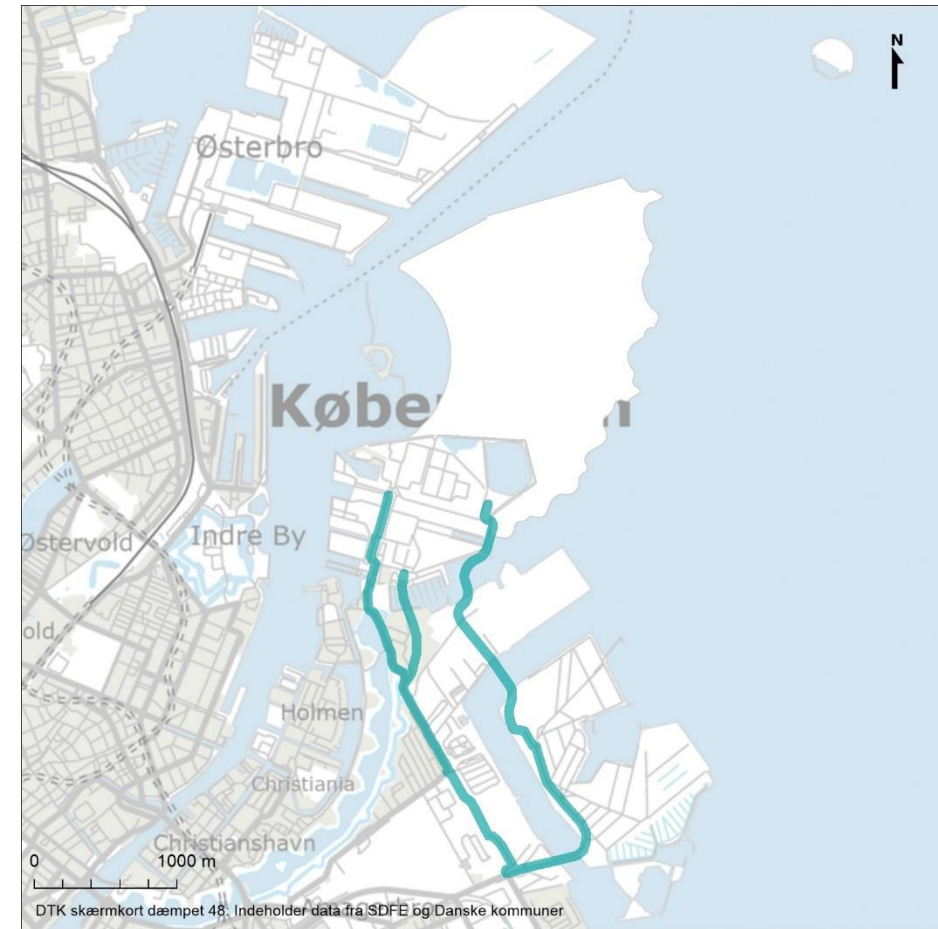 N
Østerbro
Købe
n
Indre By
Østervold
old
Holmen
Christiania
Christianshavn
0 1000 m
DTK skærmkort dæmpet 48: Indeholder data fra SDFE og Danske kommuner